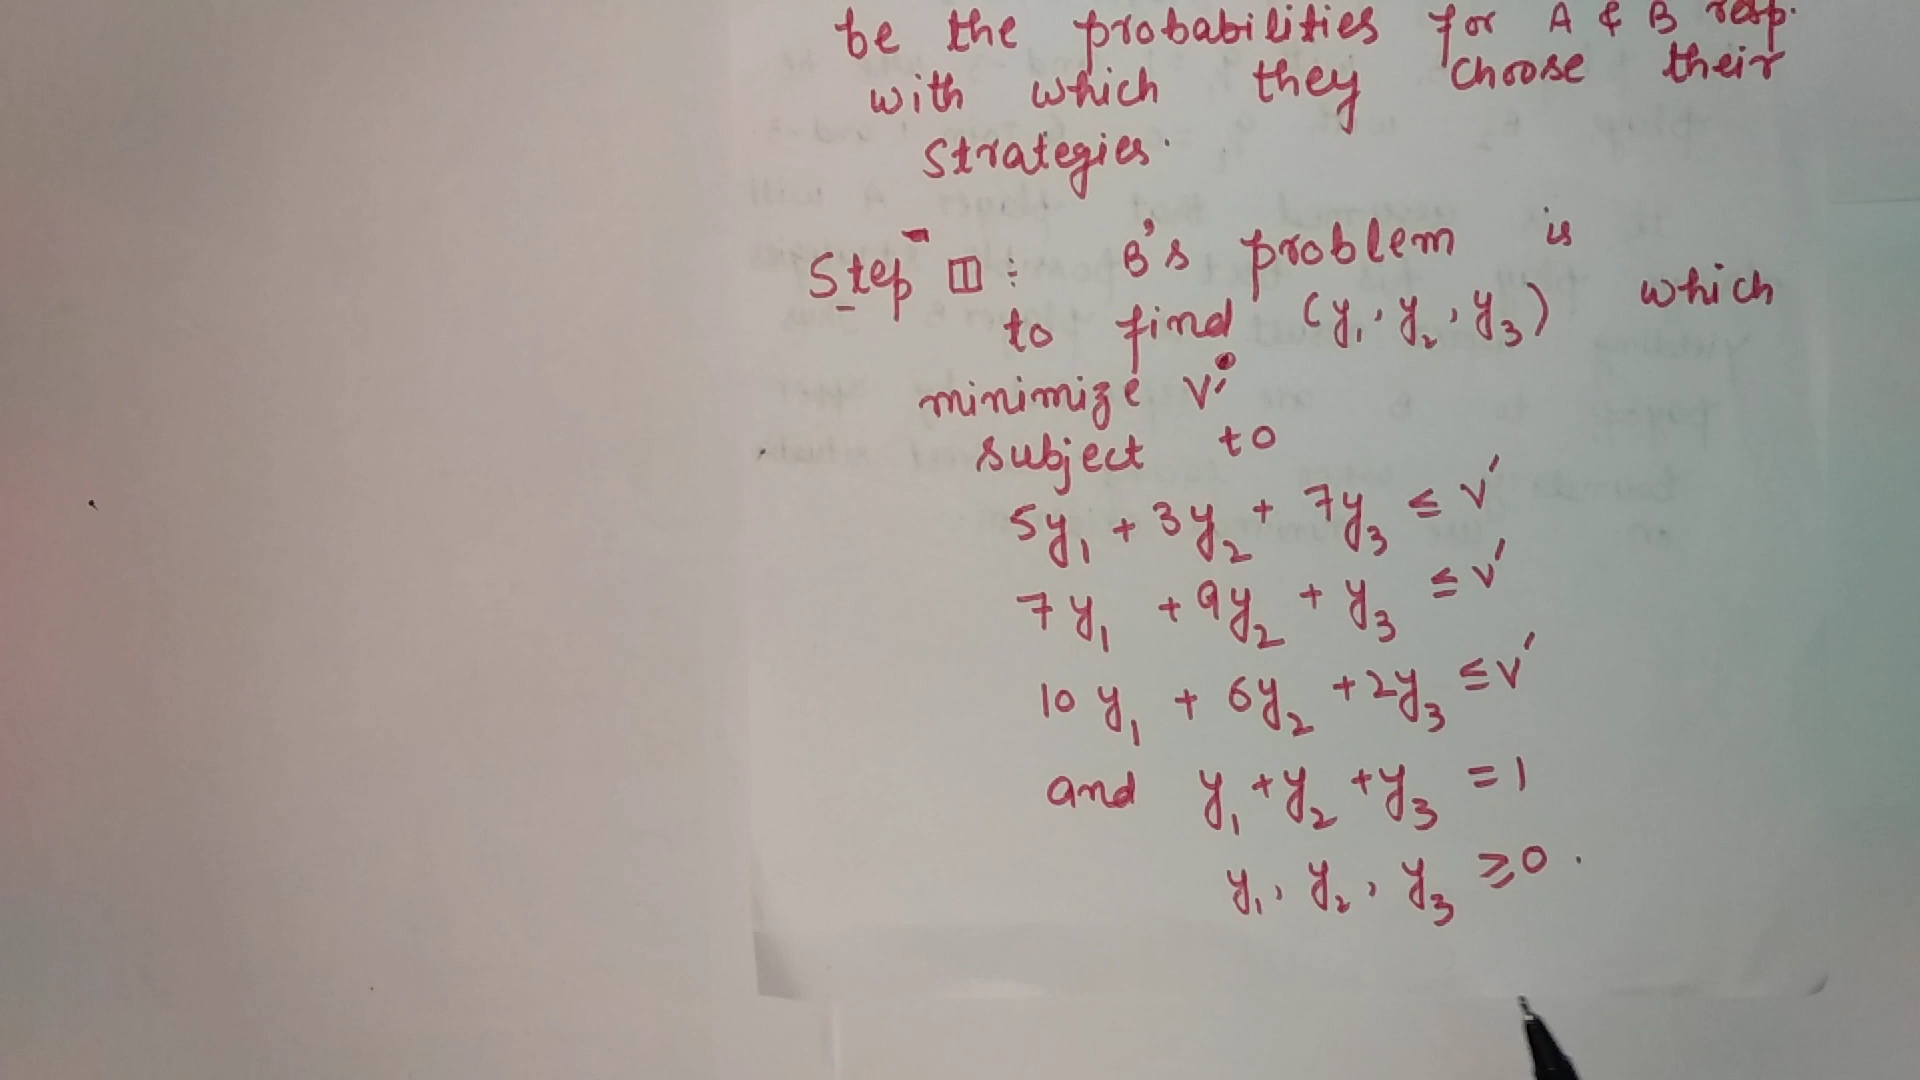 be the probabilities for A & B resp.
with which they choose their
strategies.
Step II : B's problem is
to find (y₁, y₂, y₃) which
minimize v'
subject to
5y₁ + 3y₂ + 7y₃ ≤ v'
7y₁ + 9y₂ + y₃ ≤ v'
10y₁ + 6y₂ + 2y₃ ≤ v'
and y₁ + y₂ + y₃ = 1
y₁, y₂, y₃ ≥ 0.